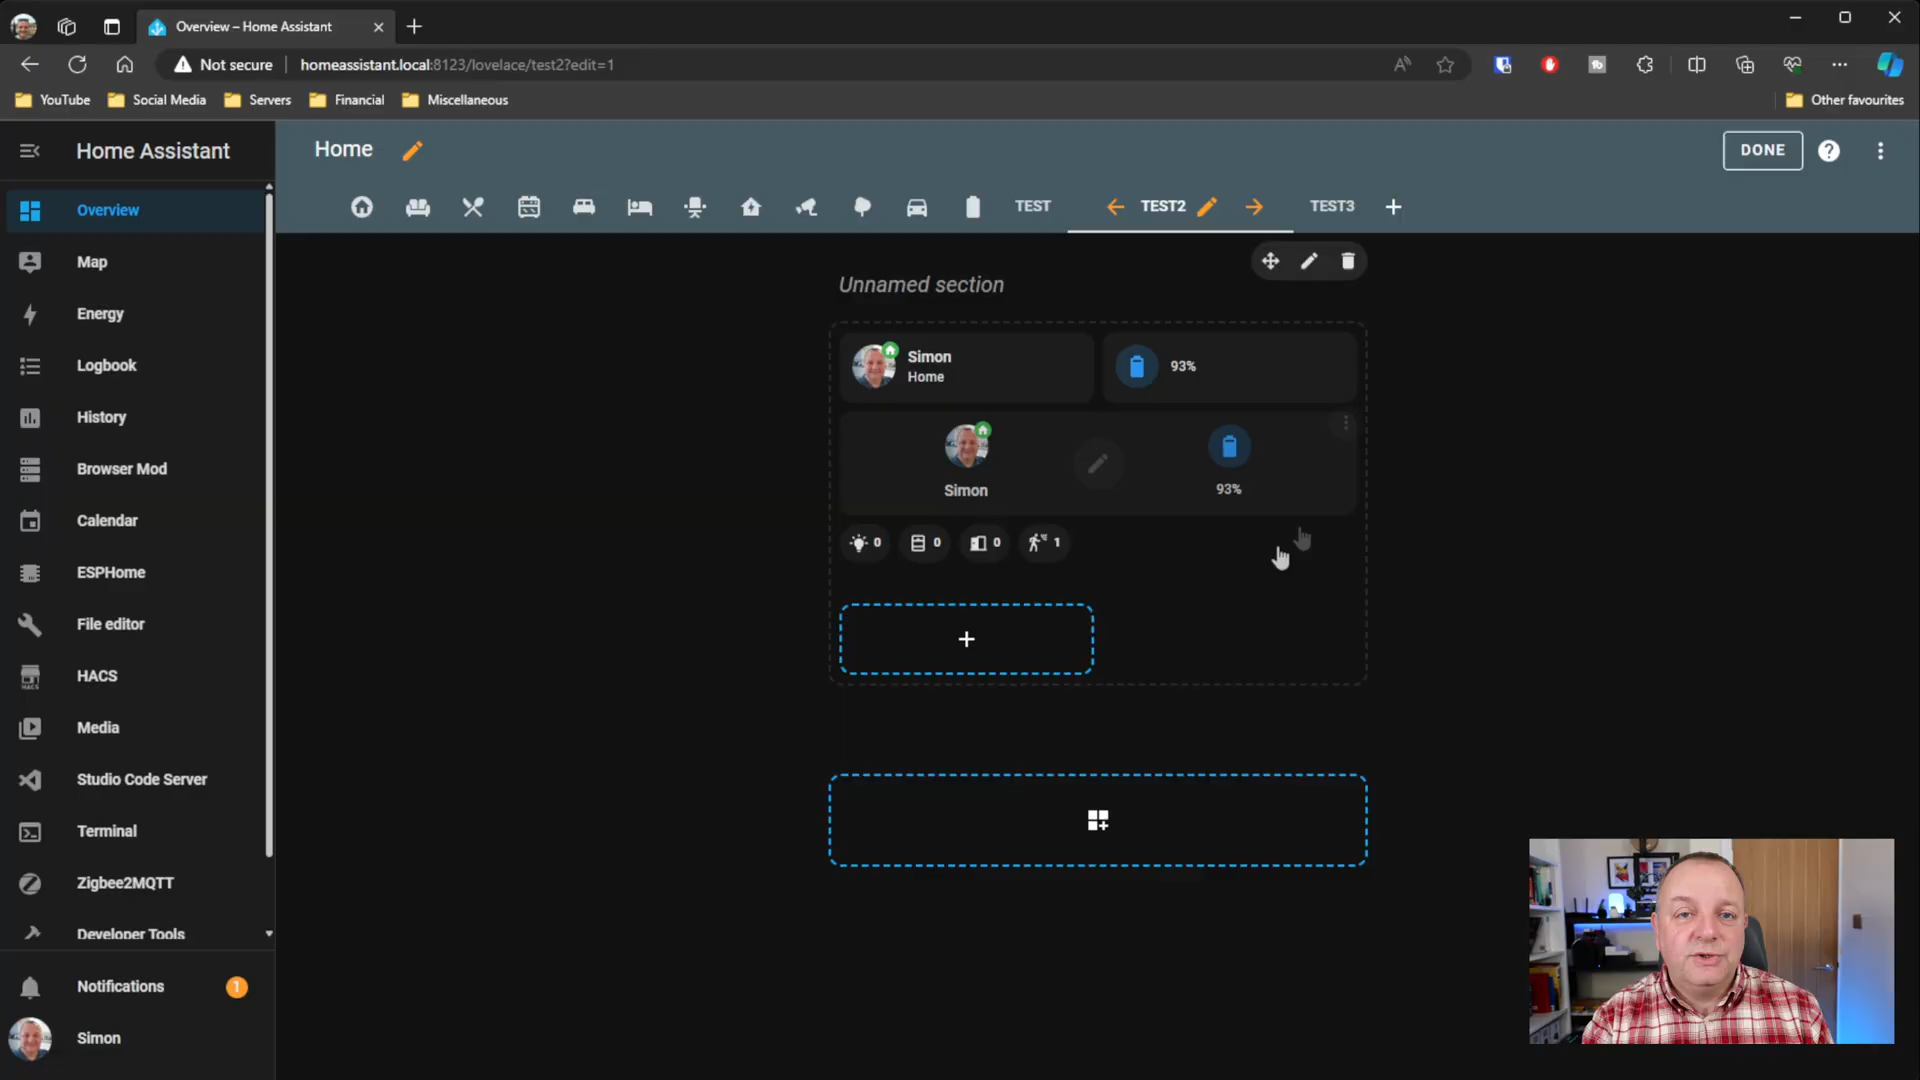 Overview – Home Assistant
Not secure
homeassistant.local:8123/lovelace/test2?edit=1
YouTube
Social Media
Servers
Financial
Miscellaneous
Other favourites
Home Assistant
Home
DONE
TEST
TEST2
TEST3
Overview
Map
Energy
Logbook
History
Browser Mod
Calendar
ESPHome
File editor
HACS
Media
Studio Code Server
Terminal
Zigbee2MQTT
Developer Tools
Notifications
1
Simon
Unnamed section
Simon
Home
93%
Simon
93%
0
0
0
1